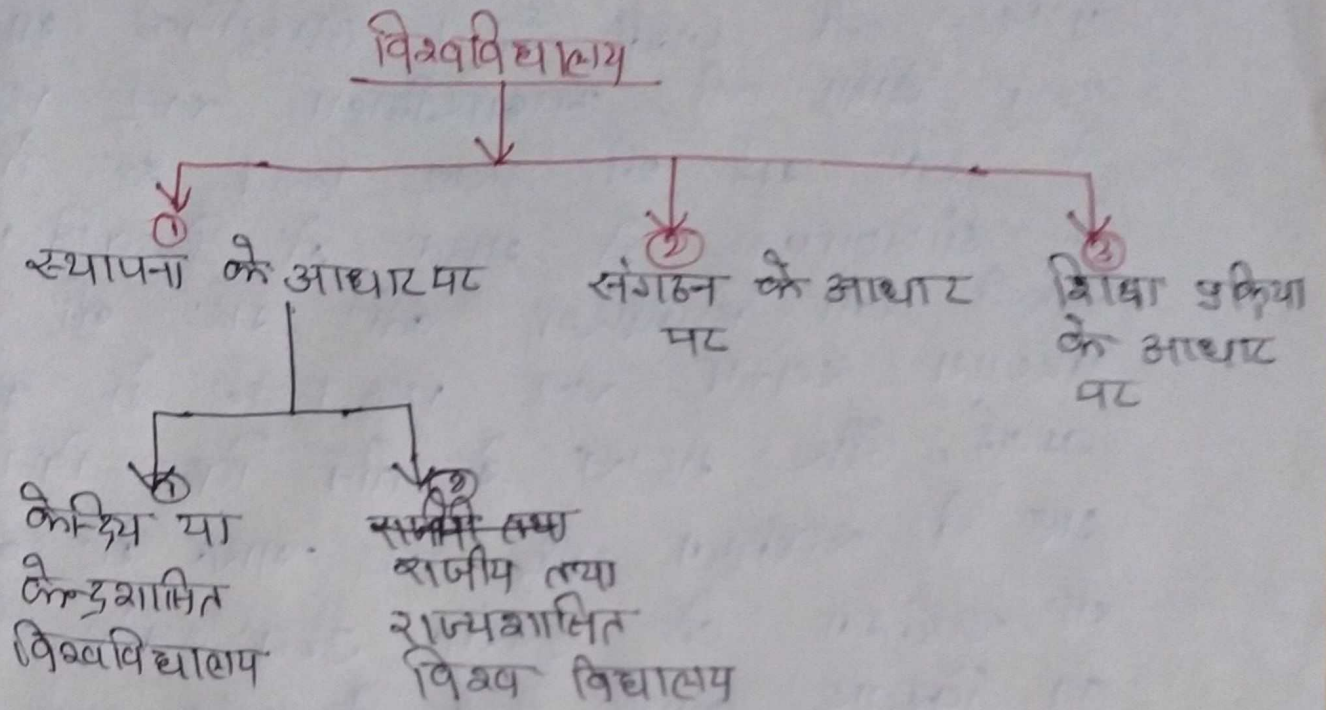 विश्वविद्यालय
①
स्थापना के आधार पर
②
संगठन के आधार
पर
③
शिक्षा प्रक्रिया
के आधार
पर
①
केन्द्रिय या
केन्द्रशासित
विश्वविद्यालय
②
राजीय तथा
राज्यशासित
विश्व विद्यालय